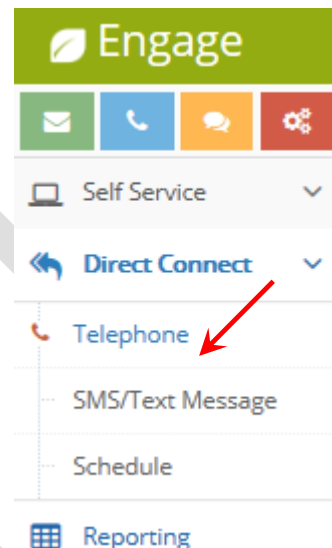 Engage
Self Service
Direct Connect
Telephone
SMS/Text Message
Schedule
Reporting